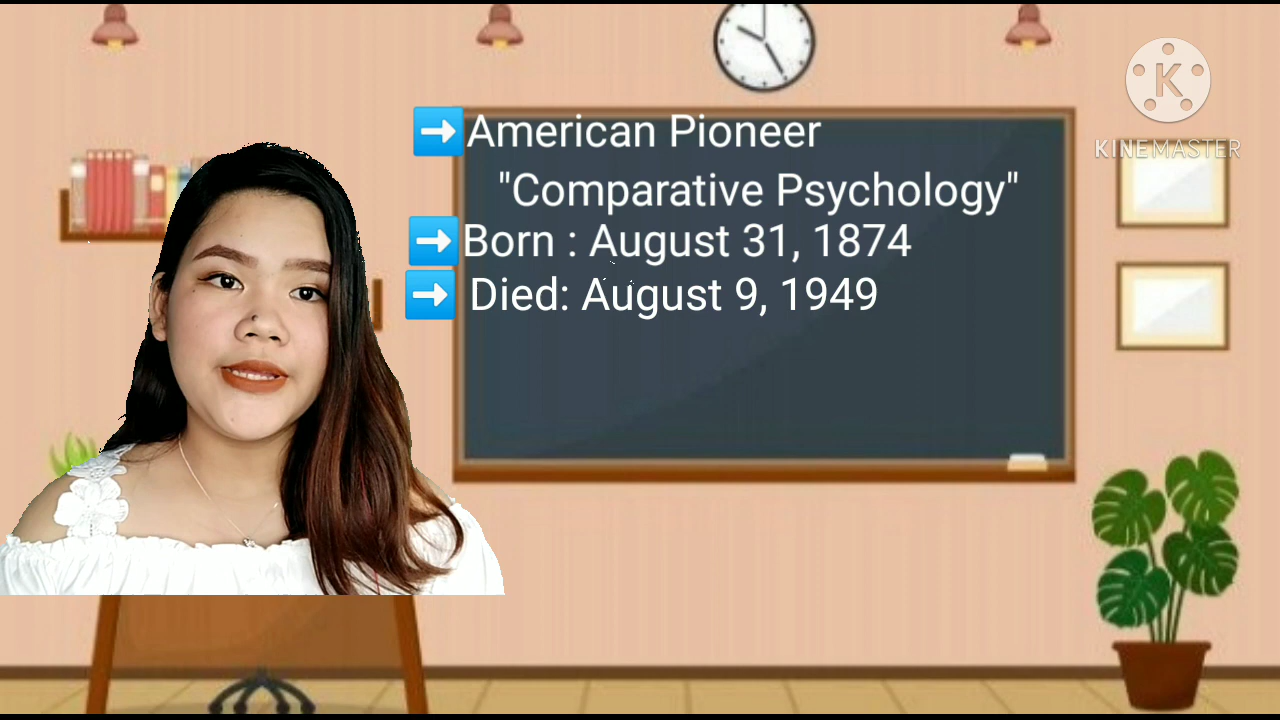 ➡American Pioneer
"Comparative Psychology"
➡Born : August 31, 1874
➡ Died: August 9, 1949
K
KINEMASTER